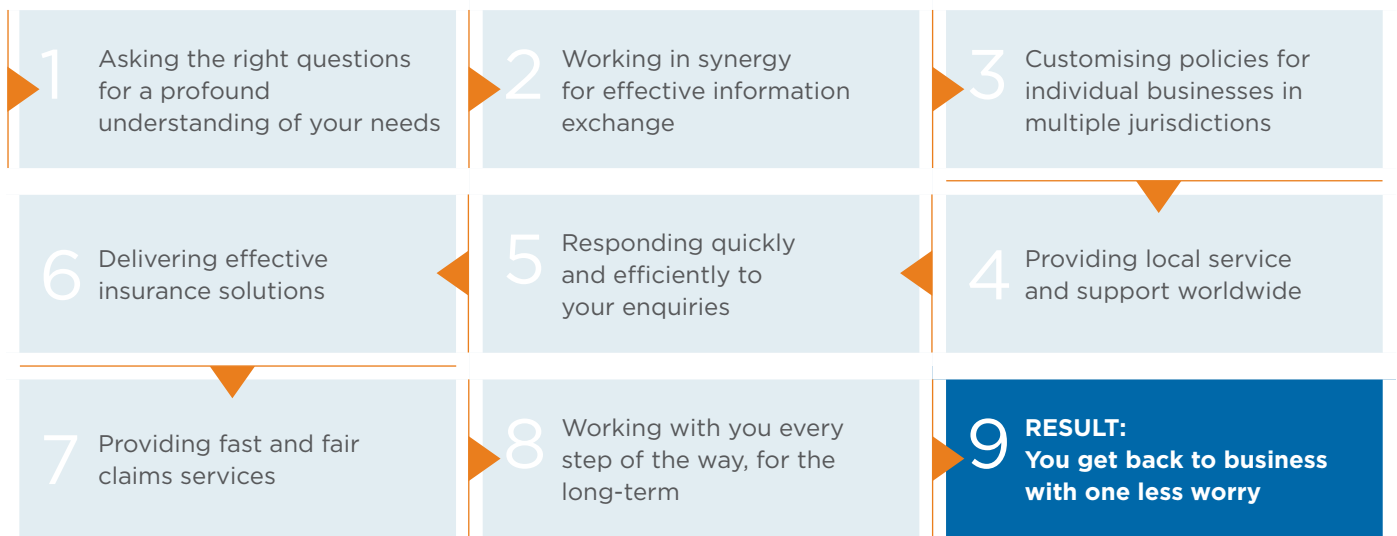 1
Asking the right questions
for a profound
understanding of your needs
2
Working in synergy
for effective information
exchange
3
Customising policies for
individual businesses in
multiple jurisdictions
4
Providing local service
and support worldwide
5
Responding quickly
and efficiently to
your enquiries
6
Delivering effective
insurance solutions
7
Providing fast and fair
claims services
8
Working with you every
step of the way, for the
long-term
9
RESULT:
You get back to business
with one less worry